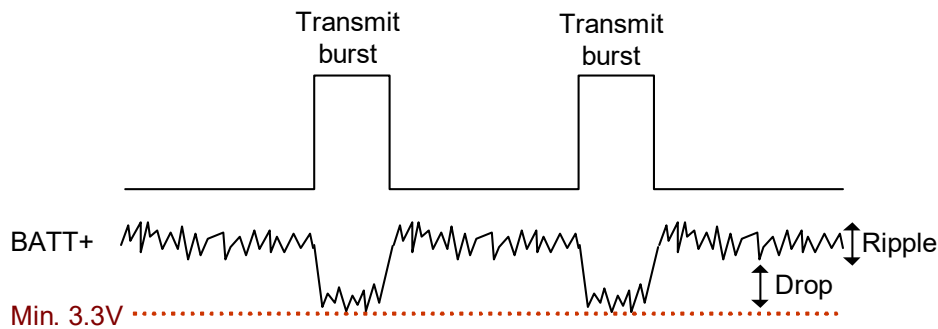 Transmit
burst
Transmit
burst
BATT+
Ripple
Drop
Min. 3.3V